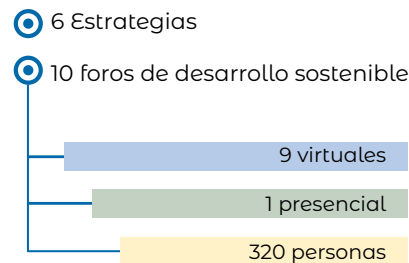 6 Estrategias
10 foros de desarrollo sostenible
9 virtuales
1 presencial
320 personas